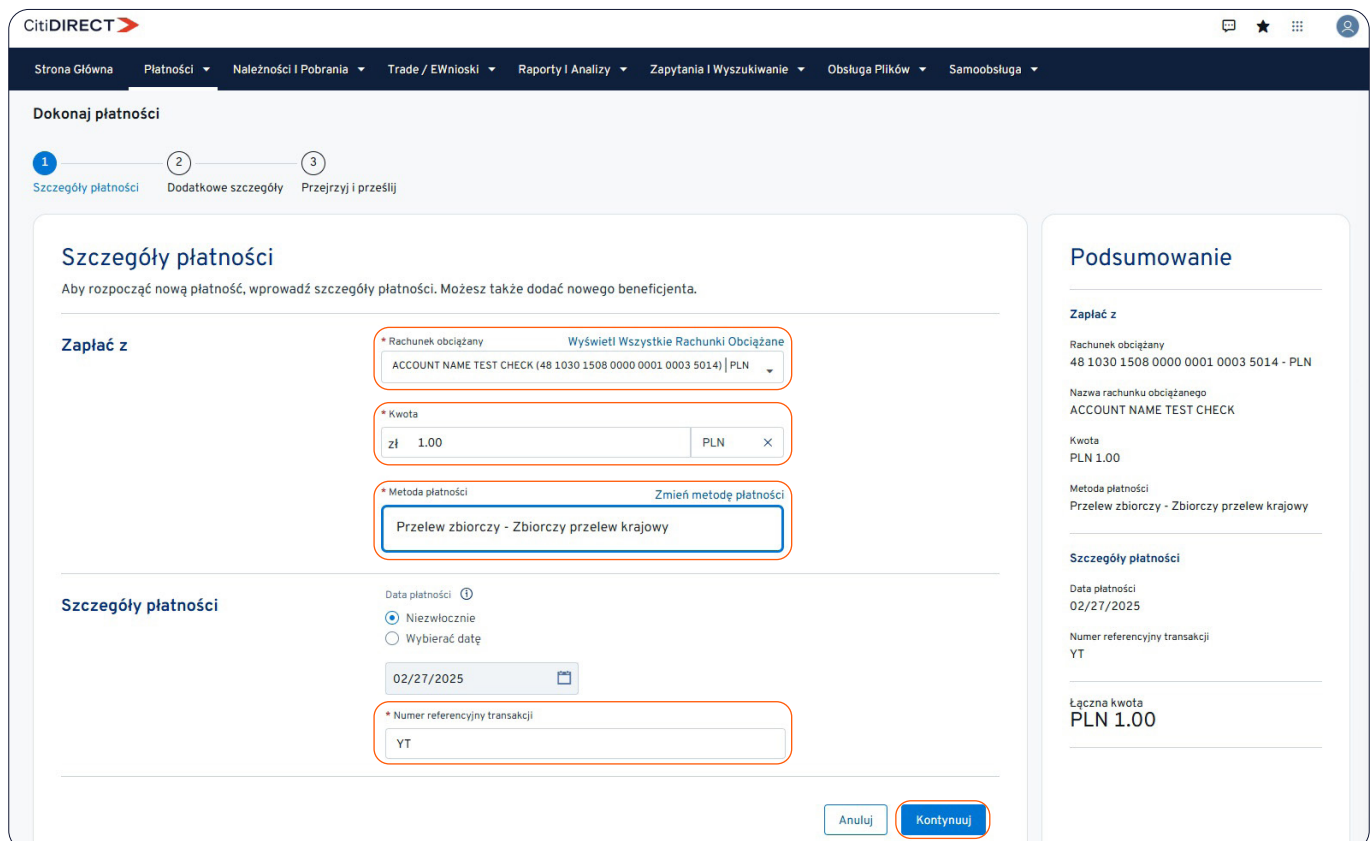 CitiDIRECT
Strona Główna Płatności Należności I Pobrania Trade / EWnioski Raporty I Analizy Zapytania I Wyszukiwanie Obsługa Plików Samoobsługa
Dokonaj płatności
1 2 3
Szczegóły płatności Dodatkowe szczegóły Przejrzyj i prześlij
Szczegóły płatności
Aby rozpocząć nową płatność, wprowadź szczegóły płatności. Możesz także dodać nowego beneficjenta.
Zapłać z
* Rachunek obciążany Wyświetl Wszystkie Rachunki Obciążane
ACCOUNT NAME TEST CHECK (48 1030 1508 0000 0001 0003 5014) | PLN
* Kwota
zł 1.00 PLN
* Metoda płatności Zmień metodę płatności
Przelew zbiorczy - Zbiorczy przelew krajowy
Szczegóły płatności
Data płatności
Niezwłocznie
Wybierać datę
02/27/2025
* Numer referencyjny transakcji
YT
Anuluj Kontynuuj
Podsumowanie
Zapłać z
Rachunek obciążany
48 1030 1508 0000 0001 0003 5014 - PLN
Nazwa rachunku obciążanego
ACCOUNT NAME TEST CHECK
Kwota
PLN 1.00
Metoda płatności
Przelew zbiorczy - Zbiorczy przelew krajowy
Szczegóły płatności
Data płatności
02/27/2025
Numer referencyjny transakcji
YT
Łączna kwota
PLN 1.00